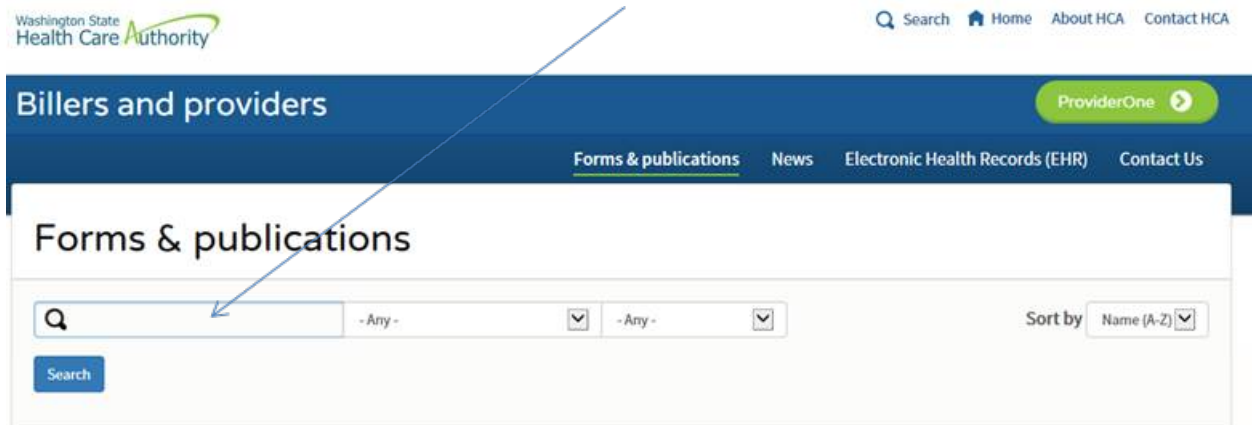 Washington State
Health Care Authority
Search Home About HCA Contact HCA
Billers and providers
ProviderOne
Forms & publications News Electronic Health Records (EHR) Contact Us
Forms & publications
- Any - - Any - Sort by Name (A-Z)
Search